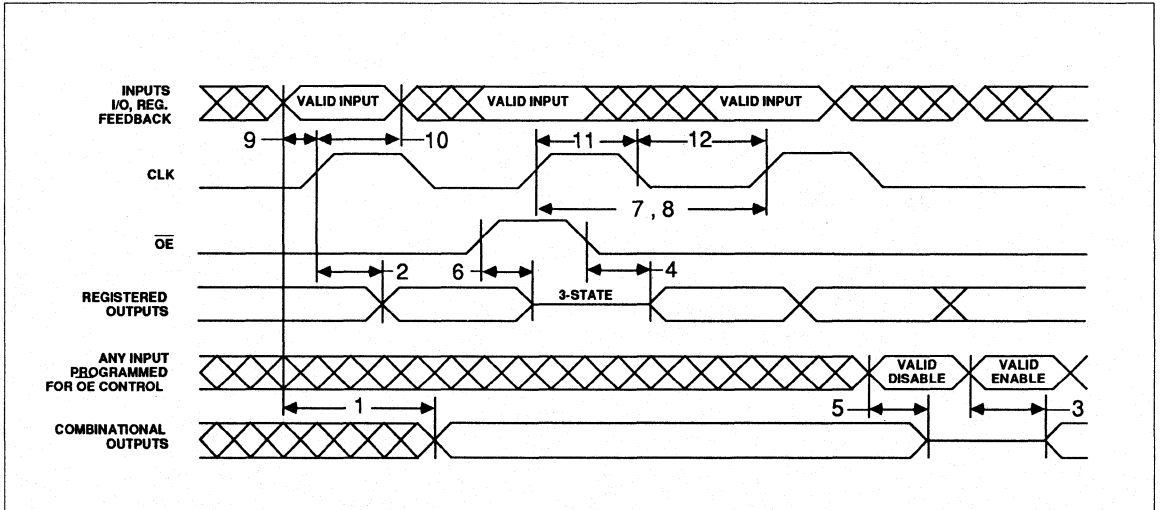 INPUTS
I/O, REG.
FEEDBACK
VALID INPUT
VALID INPUT
VALID INPUT
9
10
11
12
CLK
7 , 8
OE
2
6
4
REGISTERED
OUTPUTS
3-STATE
ANY INPUT
PROGRAMMED
FOR OE CONTROL
VALID
DISABLE
VALID
ENABLE
1
5
3
COMBINATIONAL
OUTPUTS